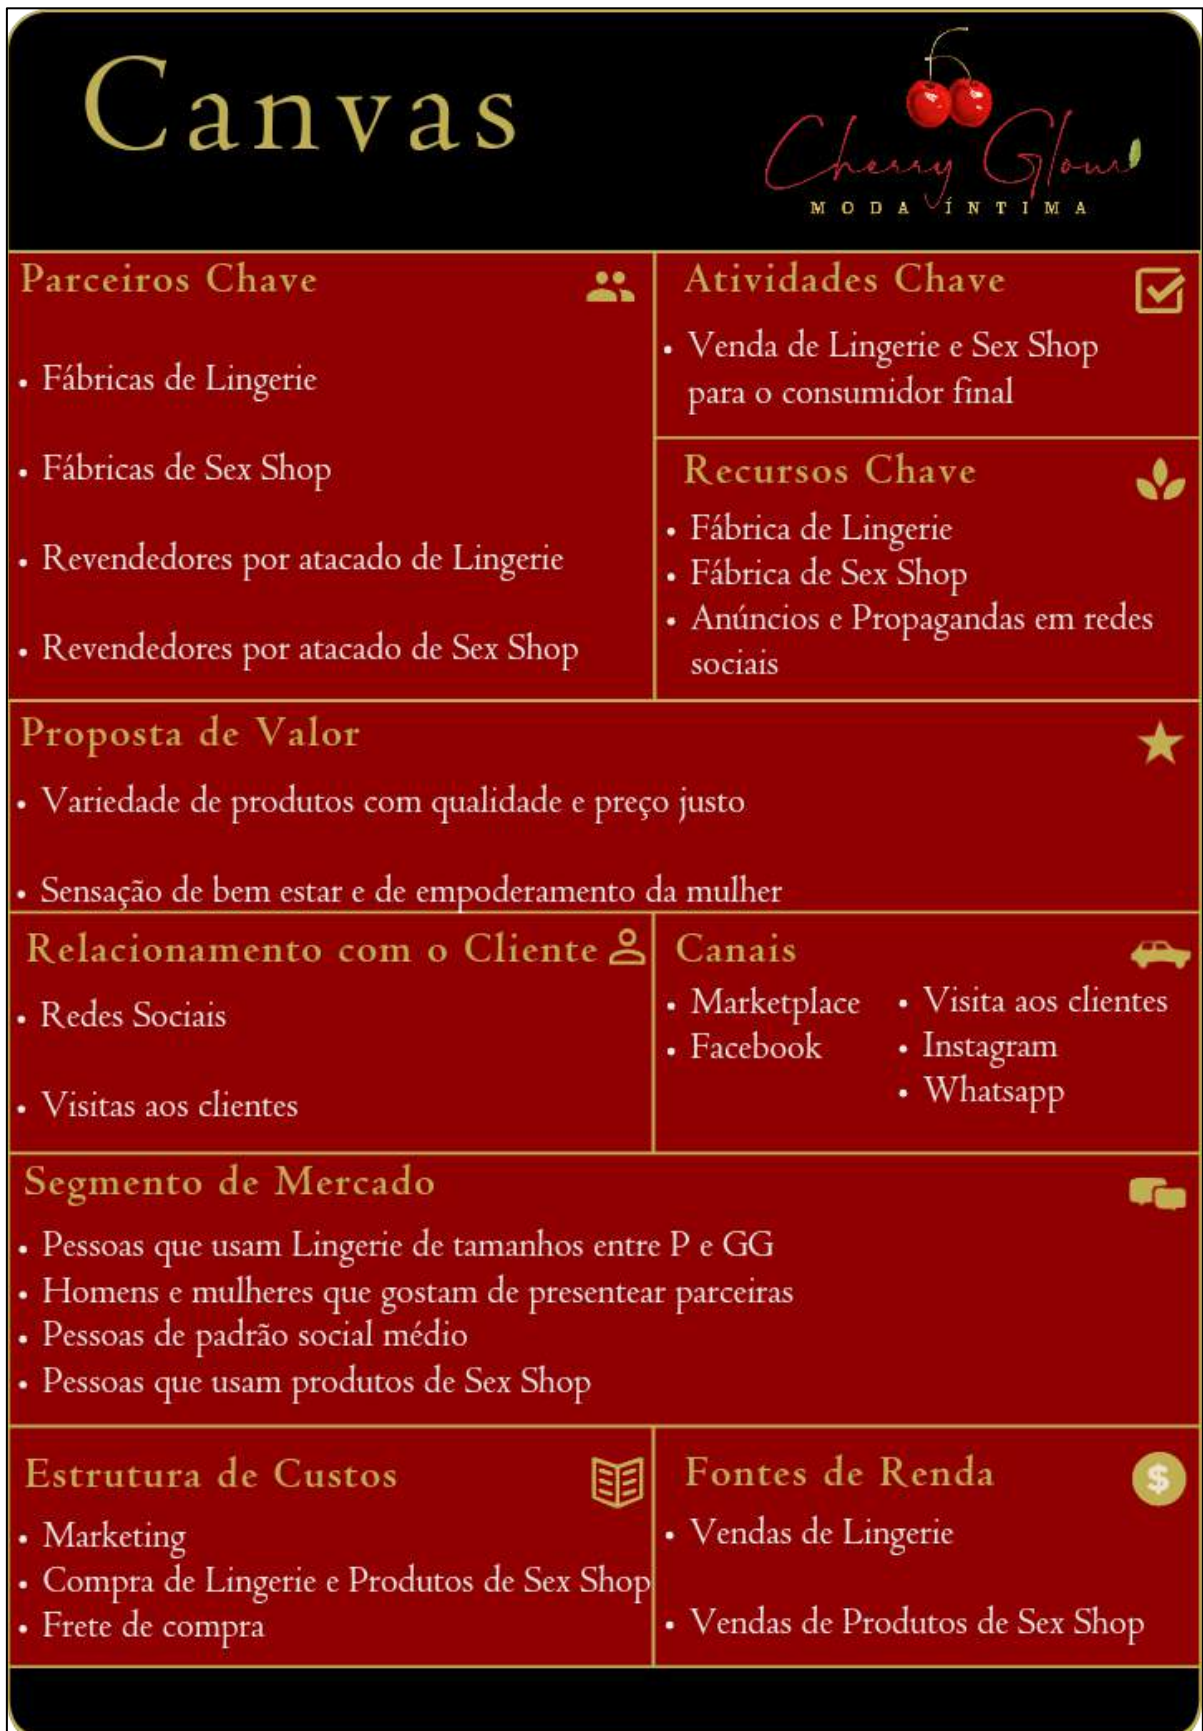 Canvas
Cherry Glour
MODA ÍNTIMA
Parceiros Chave
• Fábricas de Lingerie
• Fábricas de Sex Shop
• Revendedores por atacado de Lingerie
• Revendedores por atacado de Sex Shop
Atividades Chave
• Venda de Lingerie e Sex Shop
para o consumidor final
Recursos Chave
• Fábrica de Lingerie
• Fábrica de Sex Shop
• Anúncios e Propagandas em redes
sociais
Proposta de Valor
• Variedade de produtos com qualidade e preço justo
• Sensação de bem estar e de empoderamento da mulher
Relacionamento com o Cliente
• Redes Sociais
• Visitas aos clientes
Canais
• Marketplace
• Facebook
• Visita aos clientes
• Instagram
• Whatsapp
Segmento de Mercado
• Pessoas que usam Lingerie de tamanhos entre P e GG
• Homens e mulheres que gostam de presentear parceiras
• Pessoas de padrão social médio
• Pessoas que usam produtos de Sex Shop
Estrutura de Custos
• Marketing
• Compra de Lingerie e Produtos de Sex Shop
• Frete de compra
Fontes de Renda
$
• Vendas de Lingerie
• Vendas de Produtos de Sex Shop